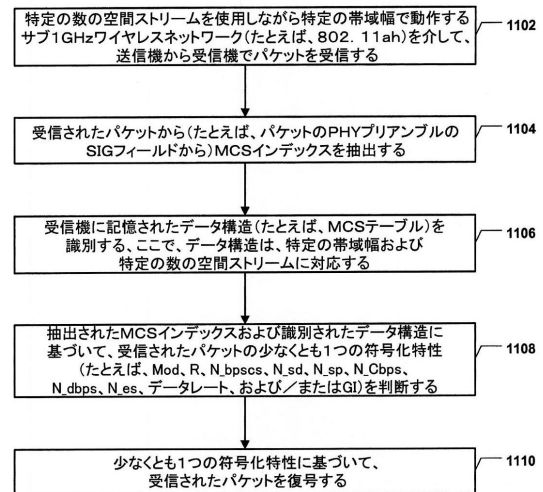 特定の数の空間ストリームを使用しながら特定の帯域幅で動作する
サブ1GHzワイヤレスネットワーク(たとえば、802.11ah)を介して、
送信機から受信機でパケットを受信する
1102
受信されたパケットから(たとえば、パケットのPHYプリアンブルの
SIGフィールドから)MCSインデックスを抽出する
1104
受信機に記憶されたデータ構造(たとえば、MCSテーブル)を
識別する、ここで、データ構造は、特定の帯域幅および
特定の数の空間ストリームに対応する
1106
抽出されたMCSインデックスおよび識別されたデータ構造に
基づいて、受信されたパケットの少なくとも1つの符号化特性
(たとえば、Mod、R、N_bpscs、N_sd、N_sp、N_Cbps、
N_dbps、N_es、データレート、および/またはGI)を判断する
1108
少なくとも1つの符号化特性に基づいて、
受信されたパケットを復号する
1110